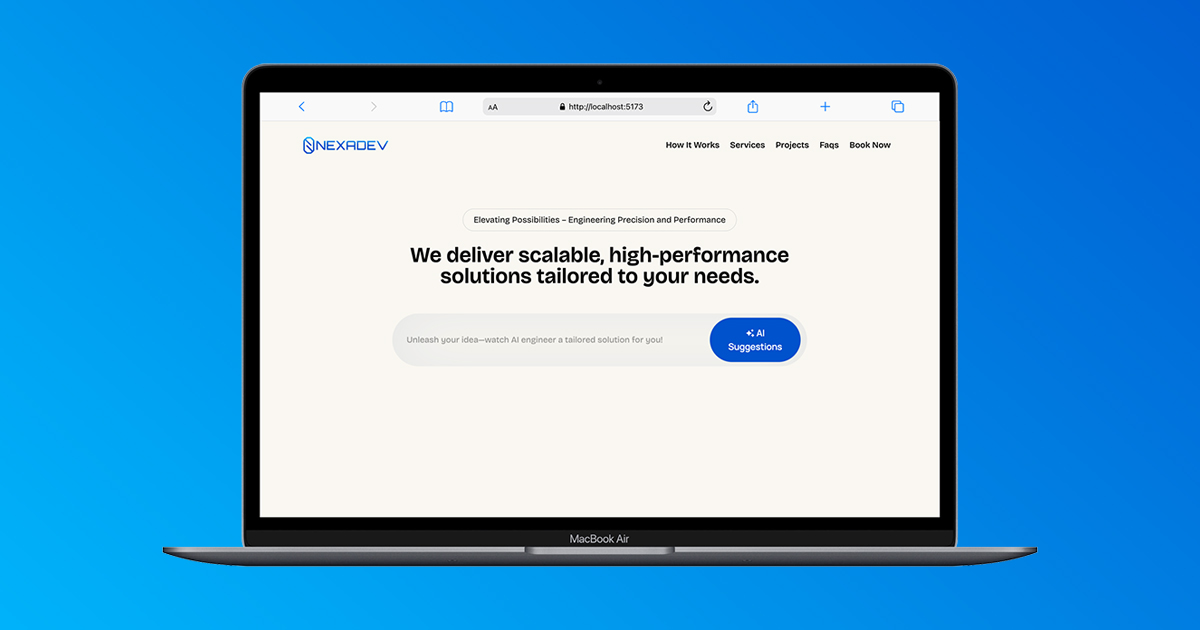 AA
http://localhost:5173
NEXADEV
How It Works Services Projects Faqs Book Now
Elevating Possibilities – Engineering Precision and Performance
We deliver scalable, high-performance
solutions tailored to your needs.
Unleash your idea—watch AI engineer a tailored solution for you!
AI
Suggestions
MacBook Air